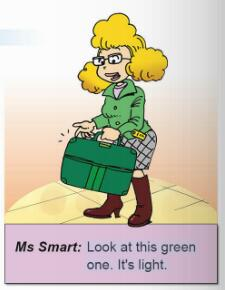 Ms Smart: Look at this green
one. It's light.